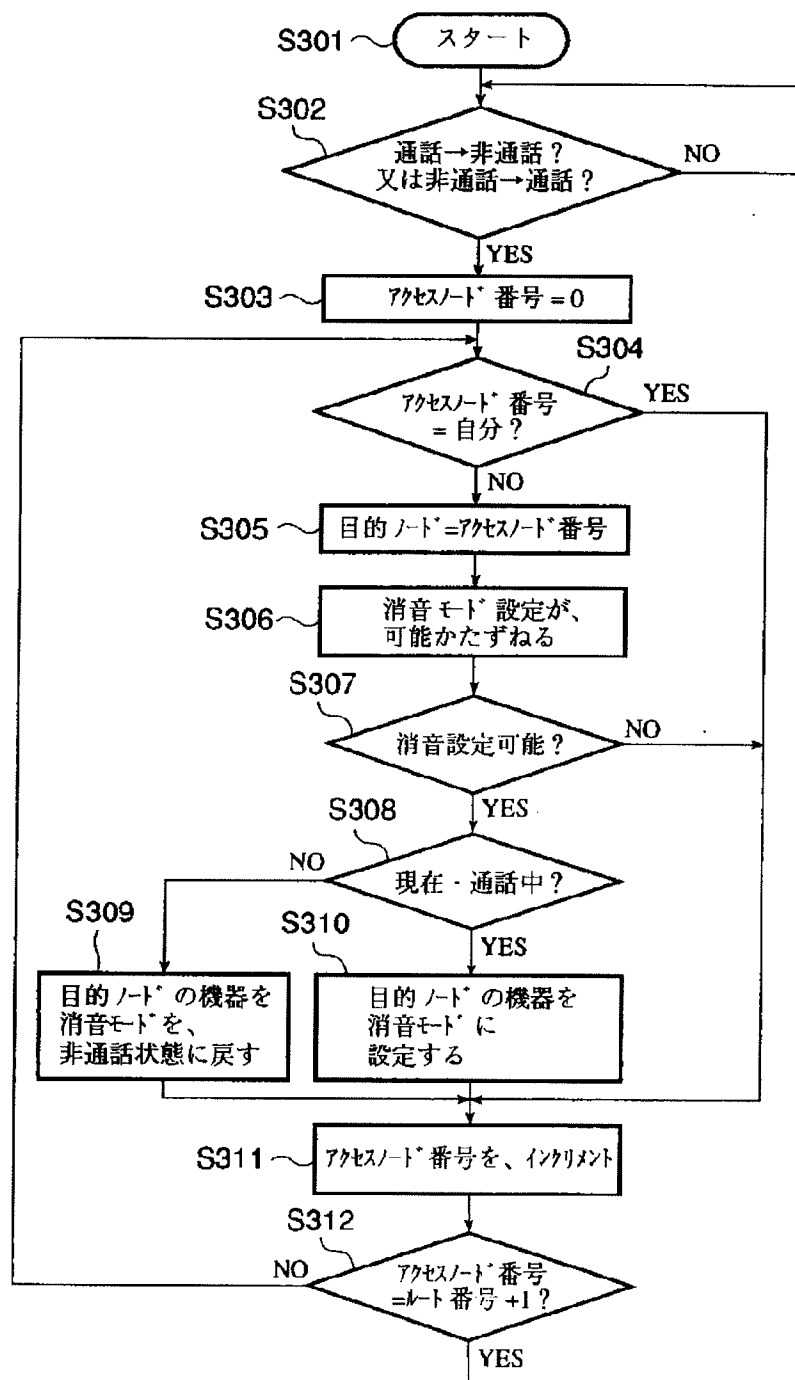 S301
スタート
S302
通話→非通話?
又は非通話→通話?
NO
YES
S303
アクセスノード番号=0
S304
アクセスノード番号
=自分?
YES
NO
S305
目的ノード=アクセスノード番号
S306
消音モード設定が、
可能かたずねる
S307
消音設定可能?
NO
YES
S308
現在‐通話中?
NO
YES
S309
目的ノードの機器を
消音モードを、
非通話状態に戻す
S310
目的ノードの機器を
消音モードに
設定する
S311
アクセスノード番号を、インクリメント
S312
アクセスノード番号
=ルート番号+1?
NO
YES